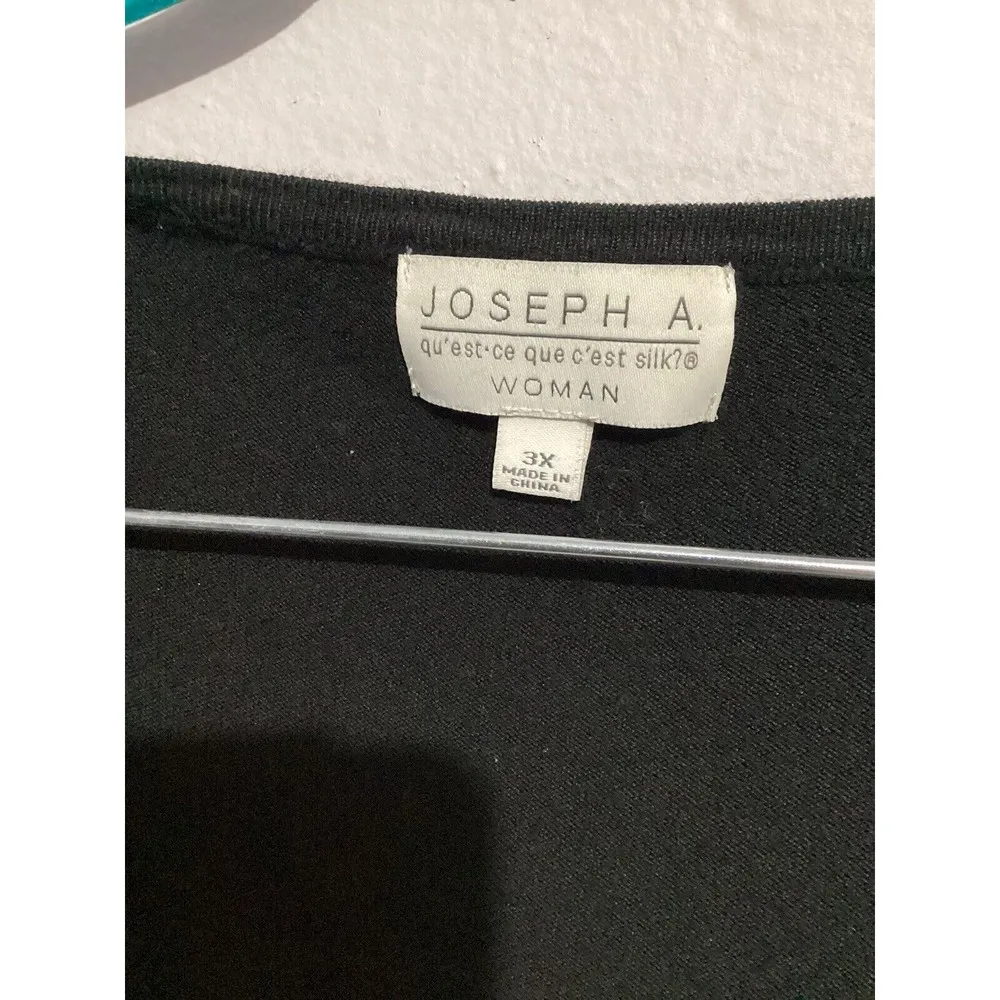 JOSEPH A.
qu'est·ce que c'est silk?®
WOMAN
3X
MADE IN
CHINA